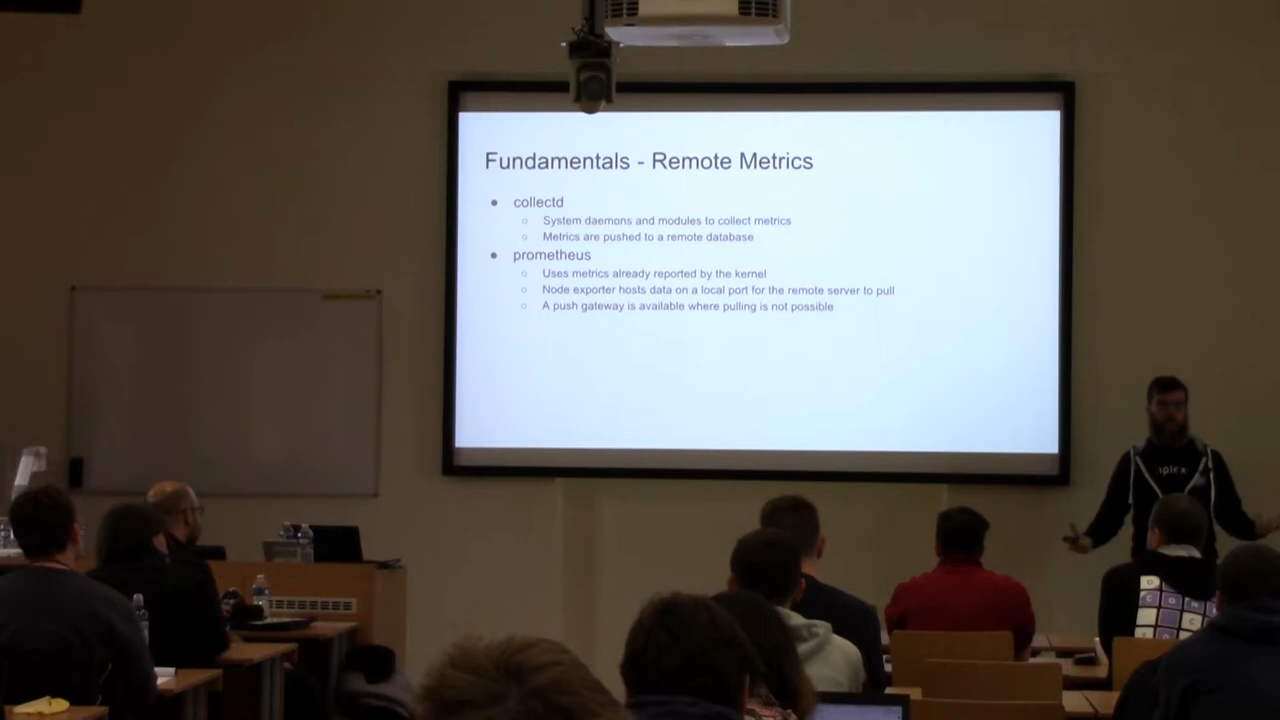 Fundamentals - Remote Metrics
● collectd
○ System daemons and modules to collect metrics
○ Metrics are pushed to a remote database
● prometheus
○ Uses metrics already reported by the kernel
○ Node exporter hosts data on a local port for the remote server to pull
○ A push gateway is available where pulling is not possible